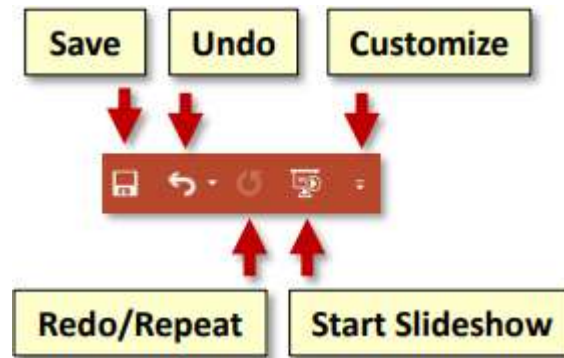 Save
Undo
Customize
Redo/Repeat
Start Slideshow